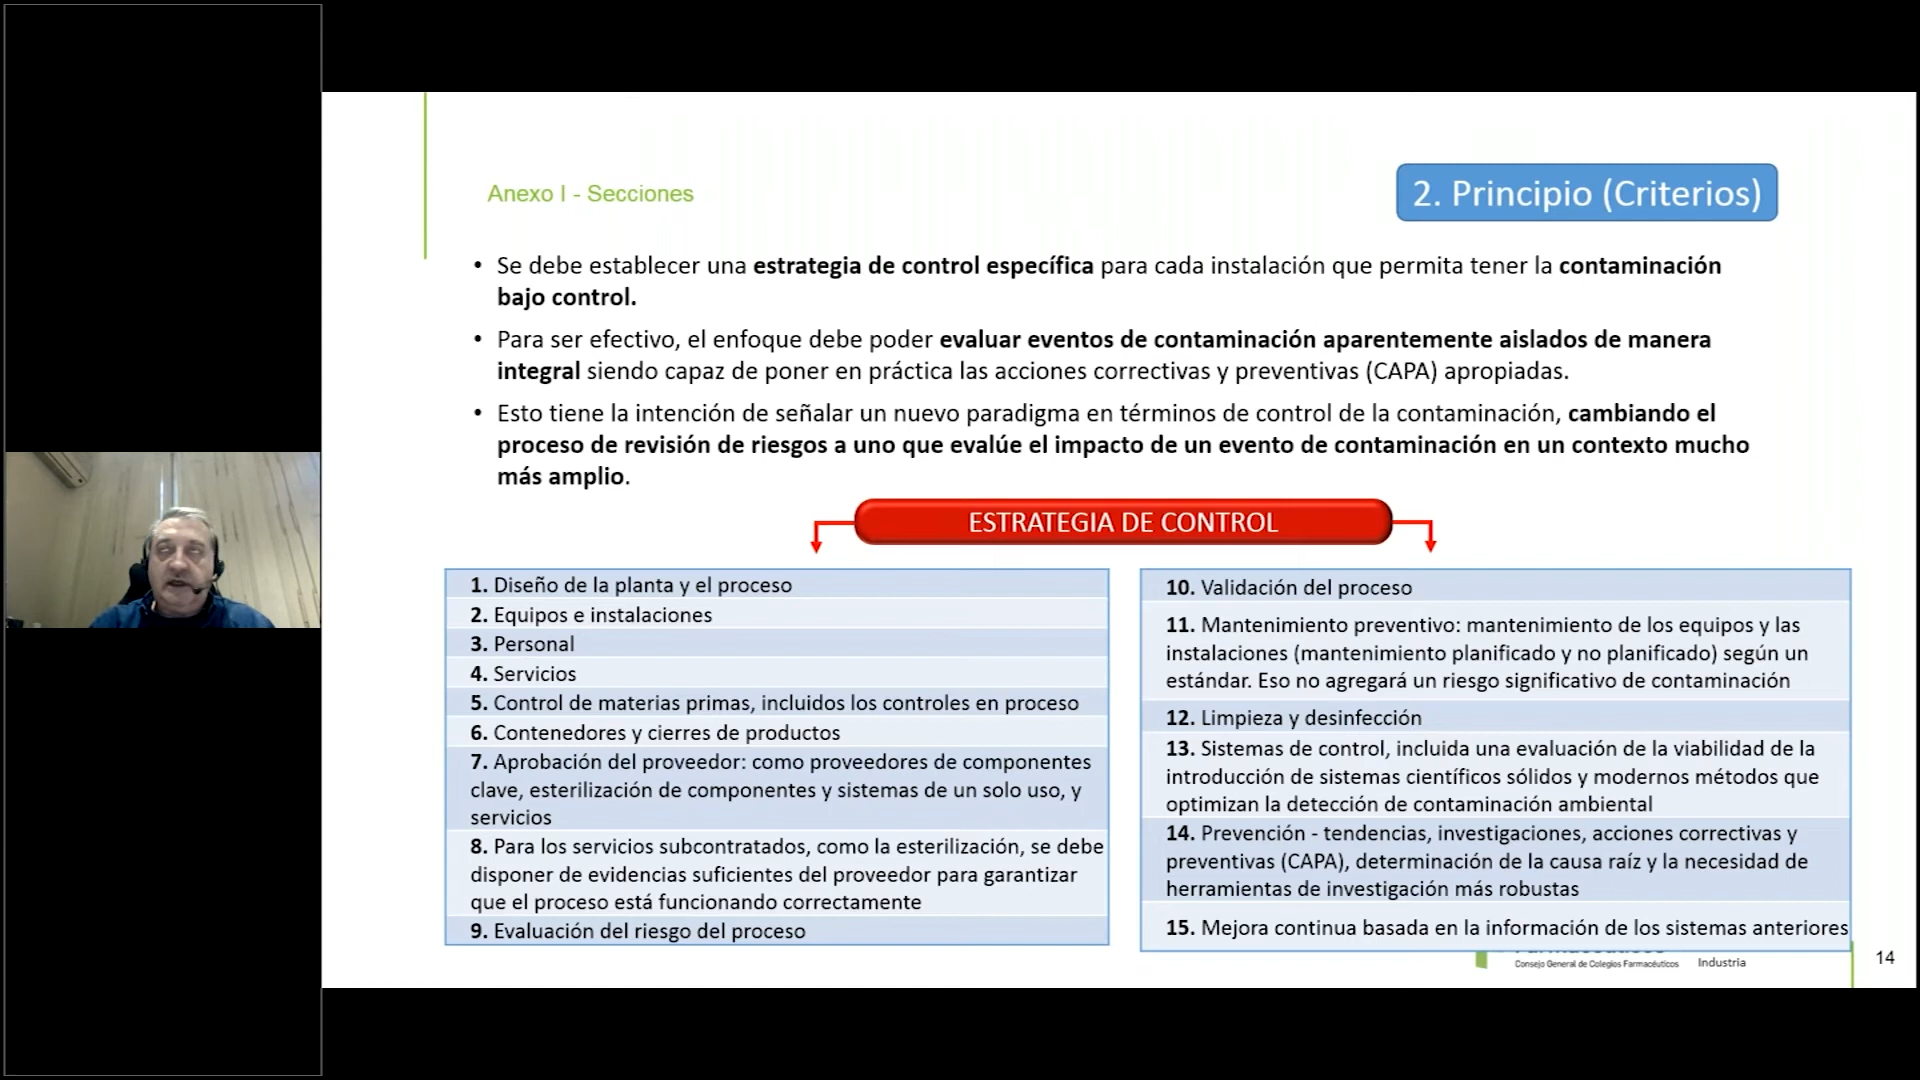 Anexo I - Secciones
2. Principio (Criterios)
• Se debe establecer una estrategia de control específica para cada instalación que permita tener la contaminación
bajo control.
• Para ser efectivo, el enfoque debe poder evaluar eventos de contaminación aparentemente aislados de manera
integral siendo capaz de poner en práctica las acciones correctivas y preventivas (CAPA) apropiadas.
• Esto tiene la intención de señalar un nuevo paradigma en términos de control de la contaminación, cambiando el
proceso de revisión de riesgos a uno que evalúe el impacto de un evento de contaminación en un contexto mucho
más amplio.
ESTRATEGIA DE CONTROL
1. Diseño de la planta y el proceso
2. Equipos e instalaciones
3. Personal
4. Servicios
5. Control de materias primas, incluidos los controles en proceso
6. Contenedores y cierres de productos
7. Aprobación del proveedor: como proveedores de componentes
clave, esterilización de componentes y sistemas de un solo uso, y
servicios
8. Para los servicios subcontratados, como la esterilización, se debe
disponer de evidencias suficientes del proveedor para garantizar
que el proceso está funcionando correctamente
9. Evaluación del riesgo del proceso
10. Validación del proceso
11. Mantenimiento preventivo: mantenimiento de los equipos y las
instalaciones (mantenimiento planificado y no planificado) según un
estándar. Eso no agregará un riesgo significativo de contaminación
12. Limpieza y desinfección
13. Sistemas de control, incluida una evaluación de la viabilidad de la
introducción de sistemas científicos sólidos y modernos métodos que
optimizan la detección de contaminación ambiental
14. Prevención - tendencias, investigaciones, acciones correctivas y
preventivas (CAPA), determinación de la causa raíz y la necesidad de
herramientas de investigación más robustas
15. Mejora continua basada en la información de los sistemas anteriores
Consejo General de Colegios Farmacéuticos
Industria
14